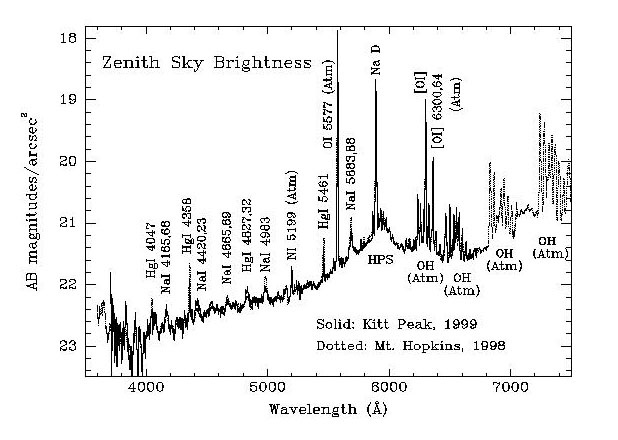 Zenith Sky Brightness
AB magnitudes/arcsec²
18
19
20
21
22
23
HgI 4047
NaI 4165,68
HgI 4358
NaI 4420,23
NaI 4665,69
HgI 4827,32
NaI 4983
NI 5199 (Atm)
HgI 5461
OI 5577 (Atm)
NaI 5683,88
Na D
[OI]
[OI] 6300,64
(Atm)
HPS
OH
(Atm)
OH
(Atm)
OH
(Atm)
OH
(Atm)
Solid: Kitt Peak, 1999
Dotted: Mt. Hopkins, 1998
4000
5000
6000
7000
Wavelength (Å)